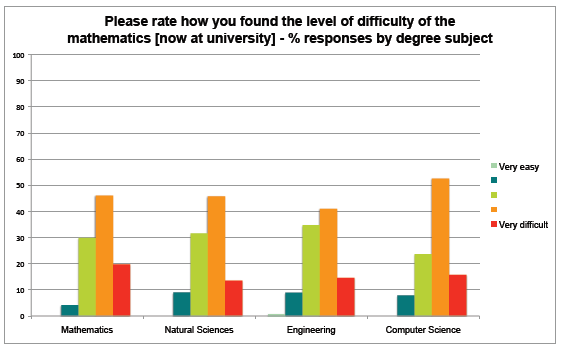 Please rate how you found the level of difficulty of the
mathematics [now at university] - % responses by degree subject
100
90
80
70
60
50
40
30
20
10
0
Mathematics
Natural Sciences
Engineering
Computer Science
Very easy
Very difficult